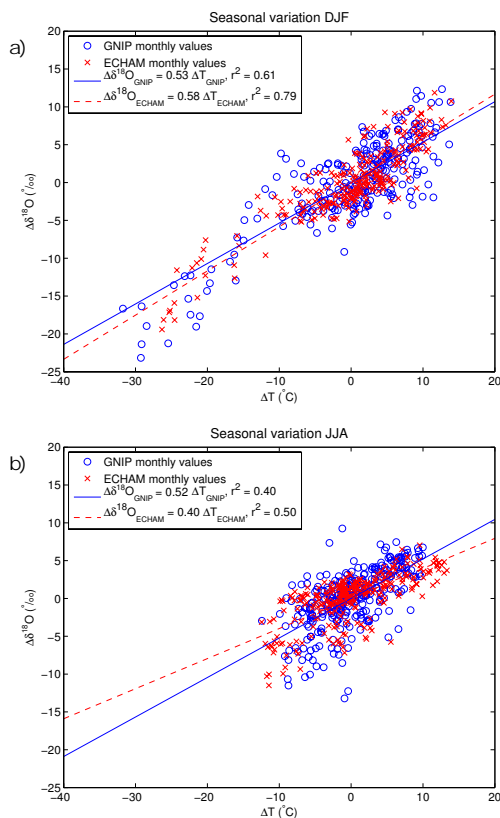 Seasonal variation DJF
a)
GNIP monthly values
ECHAM monthly values
Δδ¹⁸O_GNIP = 0.53 ΔT_GNIP, r² = 0.61
Δδ¹⁸O_ECHAM = 0.58 ΔT_ECHAM, r² = 0.79
20
15
10
5
0
−5
−10
−15
−20
−25
Δδ¹⁸O (°/₀₀)
−40 −30 −20 −10 0 10 20
ΔT (°C)
Seasonal variation JJA
b)
GNIP monthly values
ECHAM monthly values
Δδ¹⁸O_GNIP = 0.52 ΔT_GNIP, r² = 0.40
Δδ¹⁸O_ECHAM = 0.40 ΔT_ECHAM, r² = 0.50
20
15
10
5
0
−5
−10
−15
−20
−25
Δδ¹⁸O (°/₀₀)
−40 −30 −20 −10 0 10 20
ΔT (°C)